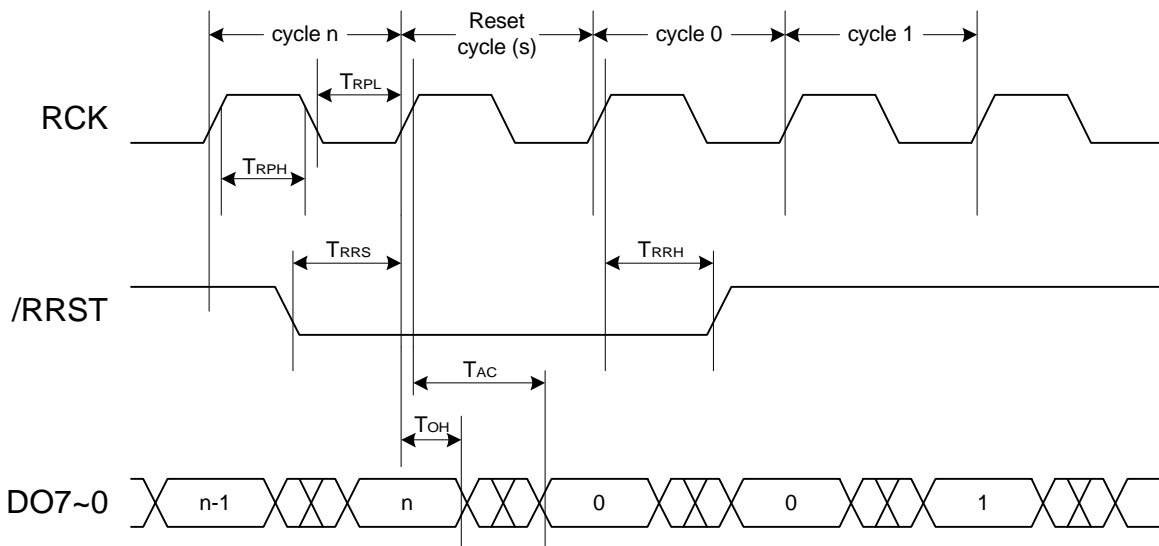 cycle n
Reset
cycle (s)
cycle 0
cycle 1
TRPL
RCK
TRPH
TRRS
TRRH
/RRST
TAC
TOH
DO7~0
n-1
n
0
0
1